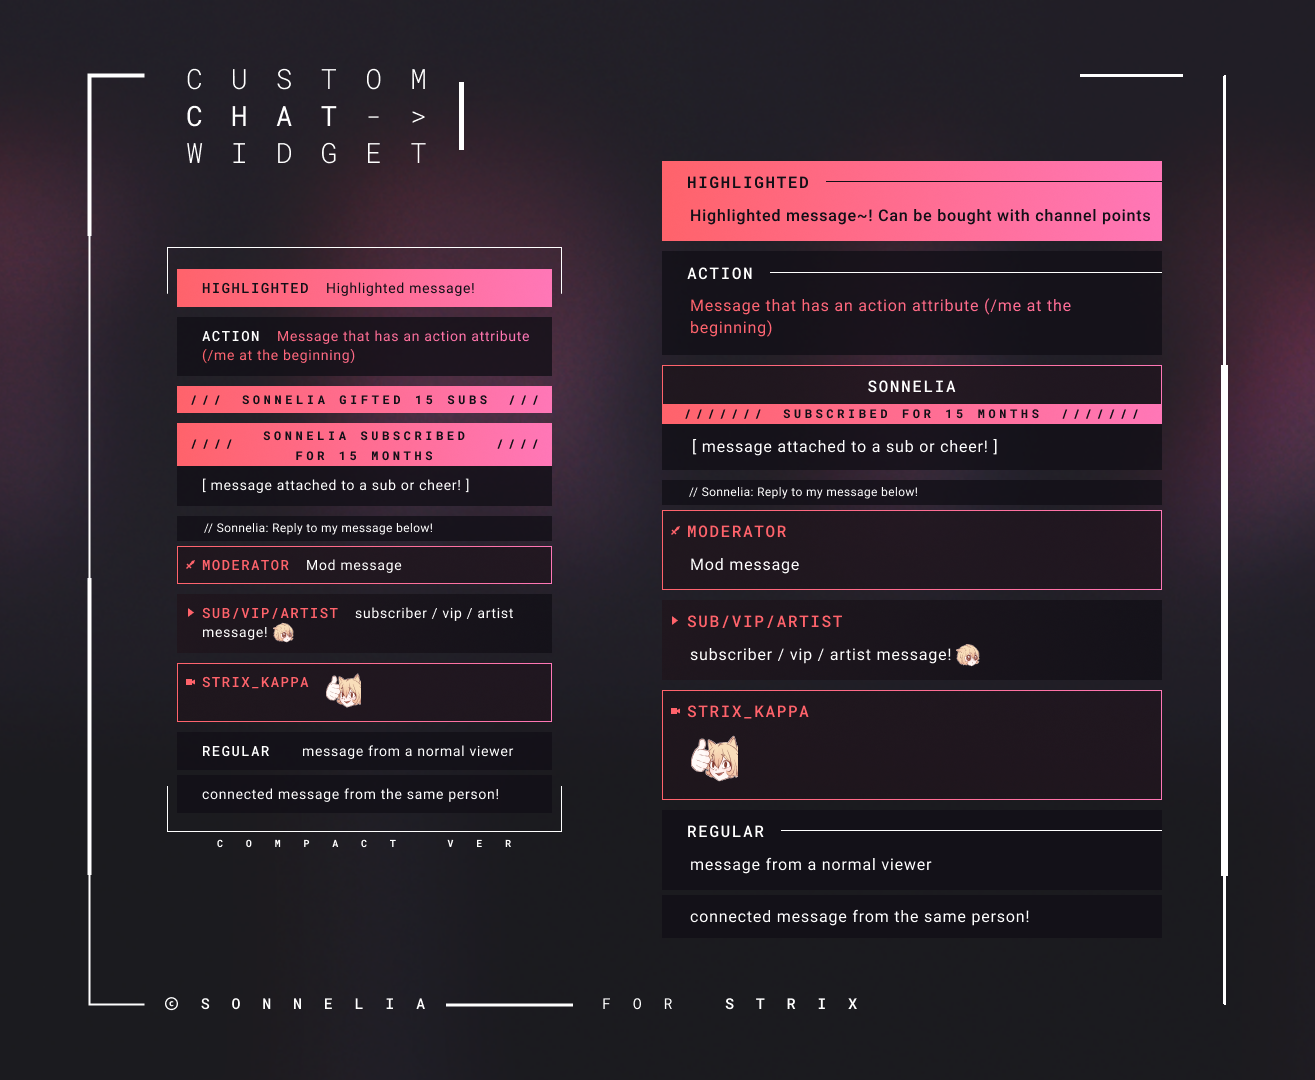 CUSTOM
CHAT->
WIDGET
HIGHLIGHTED Highlighted message!
ACTION Message that has an action attribute
(/me at the beginning)
/// SONNELIA GIFTED 15 SUBS ///
//// SONNELIA SUBSCRIBED
FOR 15 MONTHS ////
[ message attached to a sub or cheer! ]
// Sonnelia: Reply to my message below!
MODERATOR Mod message
SUB/VIP/ARTIST subscriber / vip / artist
message!
STRIX_KAPPA
REGULAR message from a normal viewer
connected message from the same person!
COMPACT VER
HIGHLIGHTED
Highlighted message~! Can be bought with channel points
ACTION
Message that has an action attribute (/me at the
beginning)
SONNELIA
/////// SUBSCRIBED FOR 15 MONTHS ///////
[ message attached to a sub or cheer! ]
// Sonnelia: Reply to my message below!
MODERATOR
Mod message
SUB/VIP/ARTIST
subscriber / vip / artist message!
STRIX_KAPPA
REGULAR
message from a normal viewer
connected message from the same person!
© SONNELIA FOR STRIX